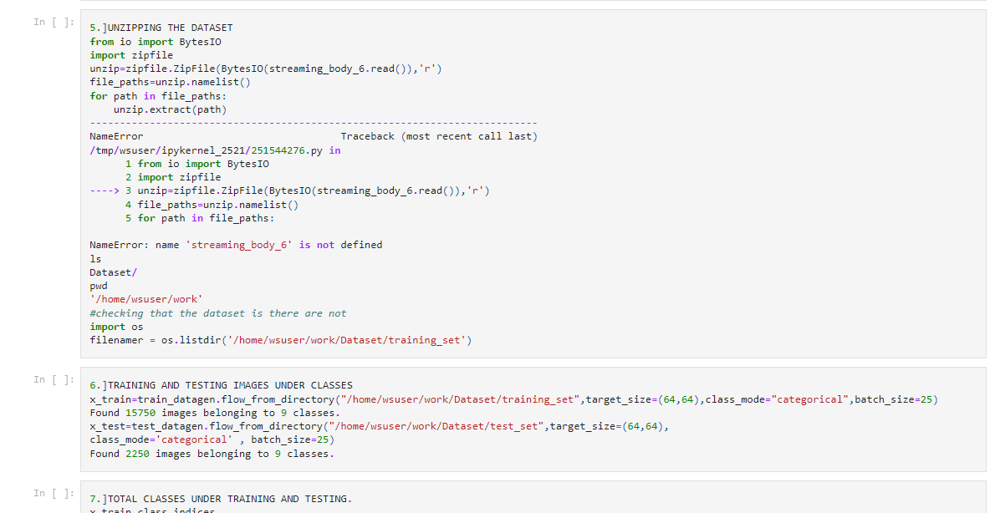 In [ ]:
5.]UNZIPPING THE DATASET
from io import BytesIO
import zipfile
unzip=zipfile.ZipFile(BytesIO(streaming_body_6.read()),'r')
file_paths=unzip.namelist()
for path in file_paths:
    unzip.extract(path)
---------------------------------------------------------------------------
NameError                                 Traceback (most recent call last)
/tmp/wsuser/ipykernel_2521/251544276.py in
      1 from io import BytesIO
      2 import zipfile
----> 3 unzip=zipfile.ZipFile(BytesIO(streaming_body_6.read()),'r')
      4 file_paths=unzip.namelist()
      5 for path in file_paths:
NameError: name 'streaming_body_6' is not defined
ls
Dataset/
pwd
'/home/wsuser/work'
#checking that the dataset is there are not
import os
filenamer = os.listdir('/home/wsuser/work/Dataset/training_set')
In [ ]:
6.]TRAINING AND TESTING IMAGES UNDER CLASSES
x_train=train_datagen.flow_from_directory("/home/wsuser/work/Dataset/training_set",target_size=(64,64),class_mode="categorical",batch_size=25)
Found 15750 images belonging to 9 classes.
x_test=test_datagen.flow_from_directory("/home/wsuser/work/Dataset/test_set",target_size=(64,64),
class_mode='categorical' , batch_size=25)
Found 2250 images belonging to 9 classes.
In [ ]:
7.]TOTAL CLASSES UNDER TRAINING AND TESTING.
x_train.class_indices